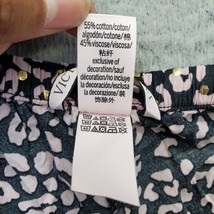 55% cotton/coton/
algodón/cotone/棉
45% viscose/viscosa/
粘纤
exclusive of
decoration/sauf
décoration/no
incluye la
decoración/esclusa
la decorazione/
饰除外
VIC